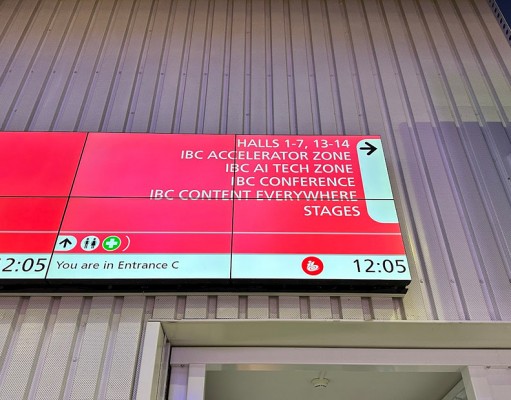 HALLS 1-7, 13-14
IBC ACCELERATOR ZONE
IBC AI TECH ZONE
IBC CONFERENCE
IBC CONTENT EVERYWHERE
STAGES
2:05
You are in Entrance C
12:05